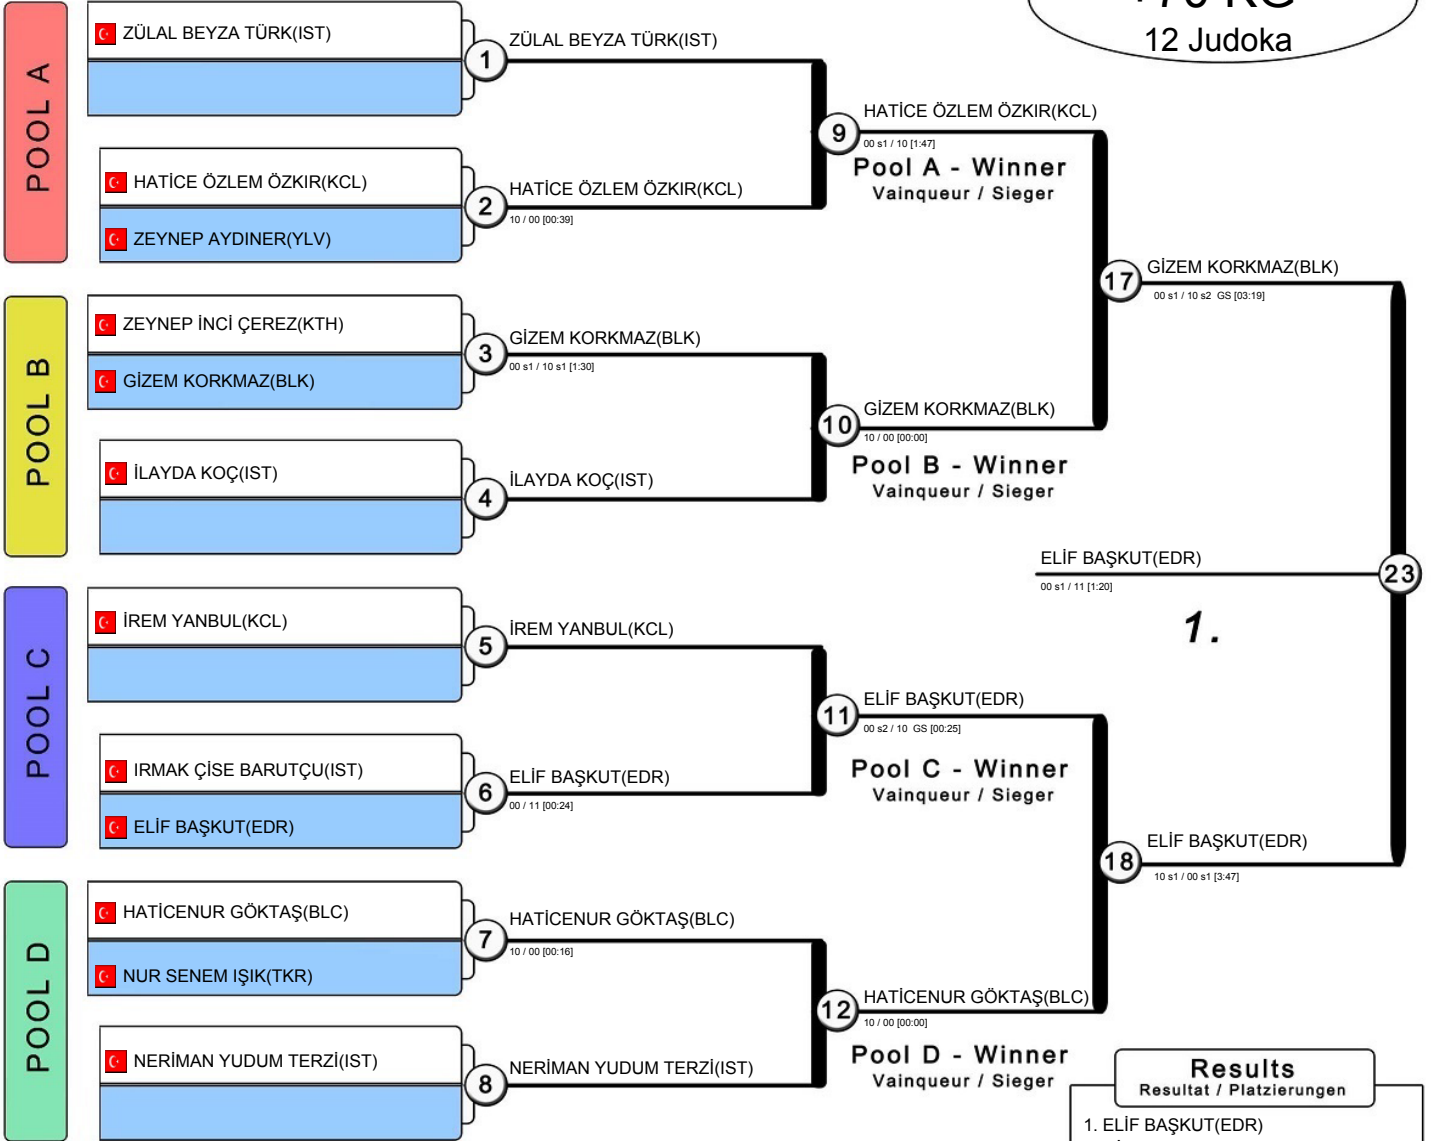 12 Judoka
POOL A
ZÜLAL BEYZA TÜRK(IST)
HATİCE ÖZLEM ÖZKIR(KCL)
ZEYNEP AYDINER(YLV)
POOL B
ZEYNEP İNCİ ÇEREZ(KTH)
GİZEM KORKMAZ(BLK)
İLAYDA KOÇ(IST)
POOL C
İREM YANBUL(KCL)
IRMAK ÇİSE BARUTÇU(IST)
ELİF BAŞKUT(EDR)
POOL D
HATİCENUR GÖKTAŞ(BLC)
NUR SENEM IŞIK(TKR)
NERİMAN YUDUM TERZİ(IST)
1
ZÜLAL BEYZA TÜRK(IST)
2
HATİCE ÖZLEM ÖZKIR(KCL)
10 / 00 [00:39]
3
GİZEM KORKMAZ(BLK)
00 s1 / 10 s1 [1:30]
4
İLAYDA KOÇ(IST)
5
İREM YANBUL(KCL)
6
ELİF BAŞKUT(EDR)
00 / 11 [00:24]
7
HATİCENUR GÖKTAŞ(BLC)
10 / 00 [00:16]
8
NERİMAN YUDUM TERZİ(IST)
9
HATİCE ÖZLEM ÖZKIR(KCL)
00 s1 / 10 [1:47]
Pool A - Winner
Vainqueur / Sieger
10
GİZEM KORKMAZ(BLK)
10 / 00 [00:00]
Pool B - Winner
Vainqueur / Sieger
11
ELİF BAŞKUT(EDR)
00 s2 / 10 GS [00:25]
Pool C - Winner
Vainqueur / Sieger
12
HATİCENUR GÖKTAŞ(BLC)
10 / 00 [00:00]
Pool D - Winner
Vainqueur / Sieger
17
GİZEM KORKMAZ(BLK)
00 s1 / 10 s2 GS [03:19]
18
ELİF BAŞKUT(EDR)
10 s1 / 00 s1 [3:47]
ELİF BAŞKUT(EDR)
23
00 s1 / 11 [1:20]
1.
Results
Resultat / Platzierungen
1. ELİF BAŞKUT(EDR)